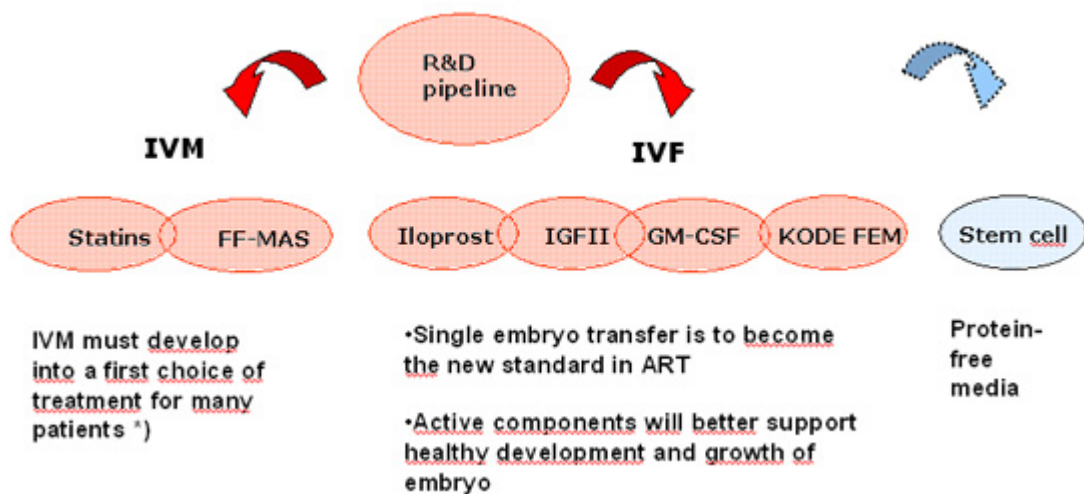 R&D
pipeline
IVM
IVF
Statins
FF-MAS
Iloprost
IGFII
GM-CSF
KODE FEM
Stem cell
IVM must develop
into a first choice of
treatment for many
patients *)
•Single embryo transfer is to become
the new standard in ART
•Active components will better support
healthy development and growth of
embryo
Protein-
free
media